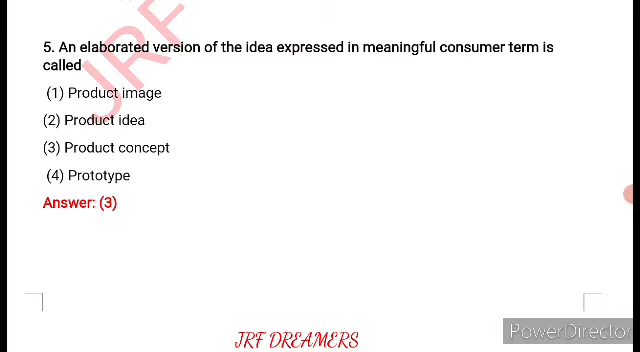 JRF
5. An elaborated version of the idea expressed in meaningful consumer term is
called
(1) Product image
(2) Product idea
(3) Product concept
(4) Prototype
Answer: (3)
PowerDirector
JRF DREAMERS